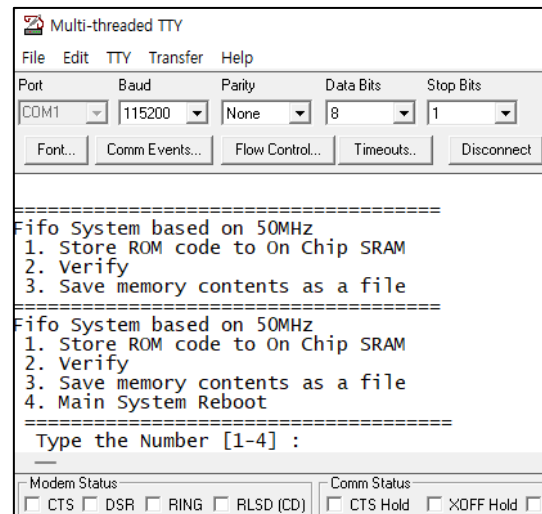 Multi-threaded TTY
File Edit TTY Transfer Help
Port Baud Parity Data Bits Stop Bits
COM1 115200 None 8 1
Font... Comm Events... Flow Control... Timeouts.. Disconnect
=====================================
Fifo System based on 50MHz
1. Store ROM code to On Chip SRAM
2. Verify
3. Save memory contents as a file
=====================================
Fifo System based on 50MHz
1. Store ROM code to On Chip SRAM
2. Verify
3. Save memory contents as a file
4. Main System Reboot
=====================================
Type the Number [1-4] :
Modem Status Comm Status
CTS DSR RING RLSD (CD) CTS Hold XOFF Hold